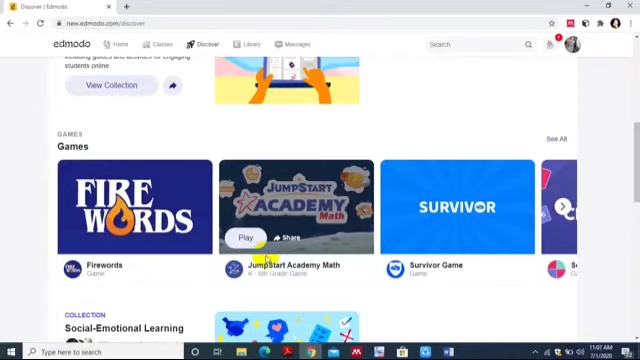 Discover | Edmodo
new.edmodo.com/discover
edmodo
Home
Classes
Discover
Library
Messages
Search
including guides and activities for engaging
students online.
View Collection
GAMES
Games
See All
FIRE
WORDS
JUMPSTART
ACADEMY
Math
Play
Share
SURVIVOR
Firewords
Game
JumpStart Academy Math
K - 6th Grade Game
Survivor Game
Game
COLLECTION
Social-Emotional Learning
Type here to search
11:07 AM
7/1/2020